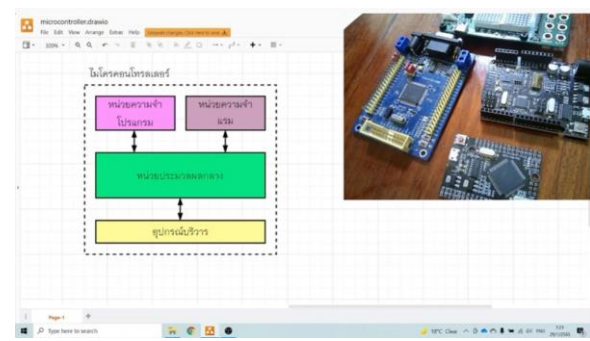 microcontroller.drawio
File Edit View Arrange Extras Help
100%
ไมโครคอนโทรลเลอร์
หน่วยความจำ
โปรแกรม
หน่วยความจำ
แรม
หน่วยประมวลผลกลาง
อุปกรณ์บริวาร
Page-1
Type here to search
10°C Clear